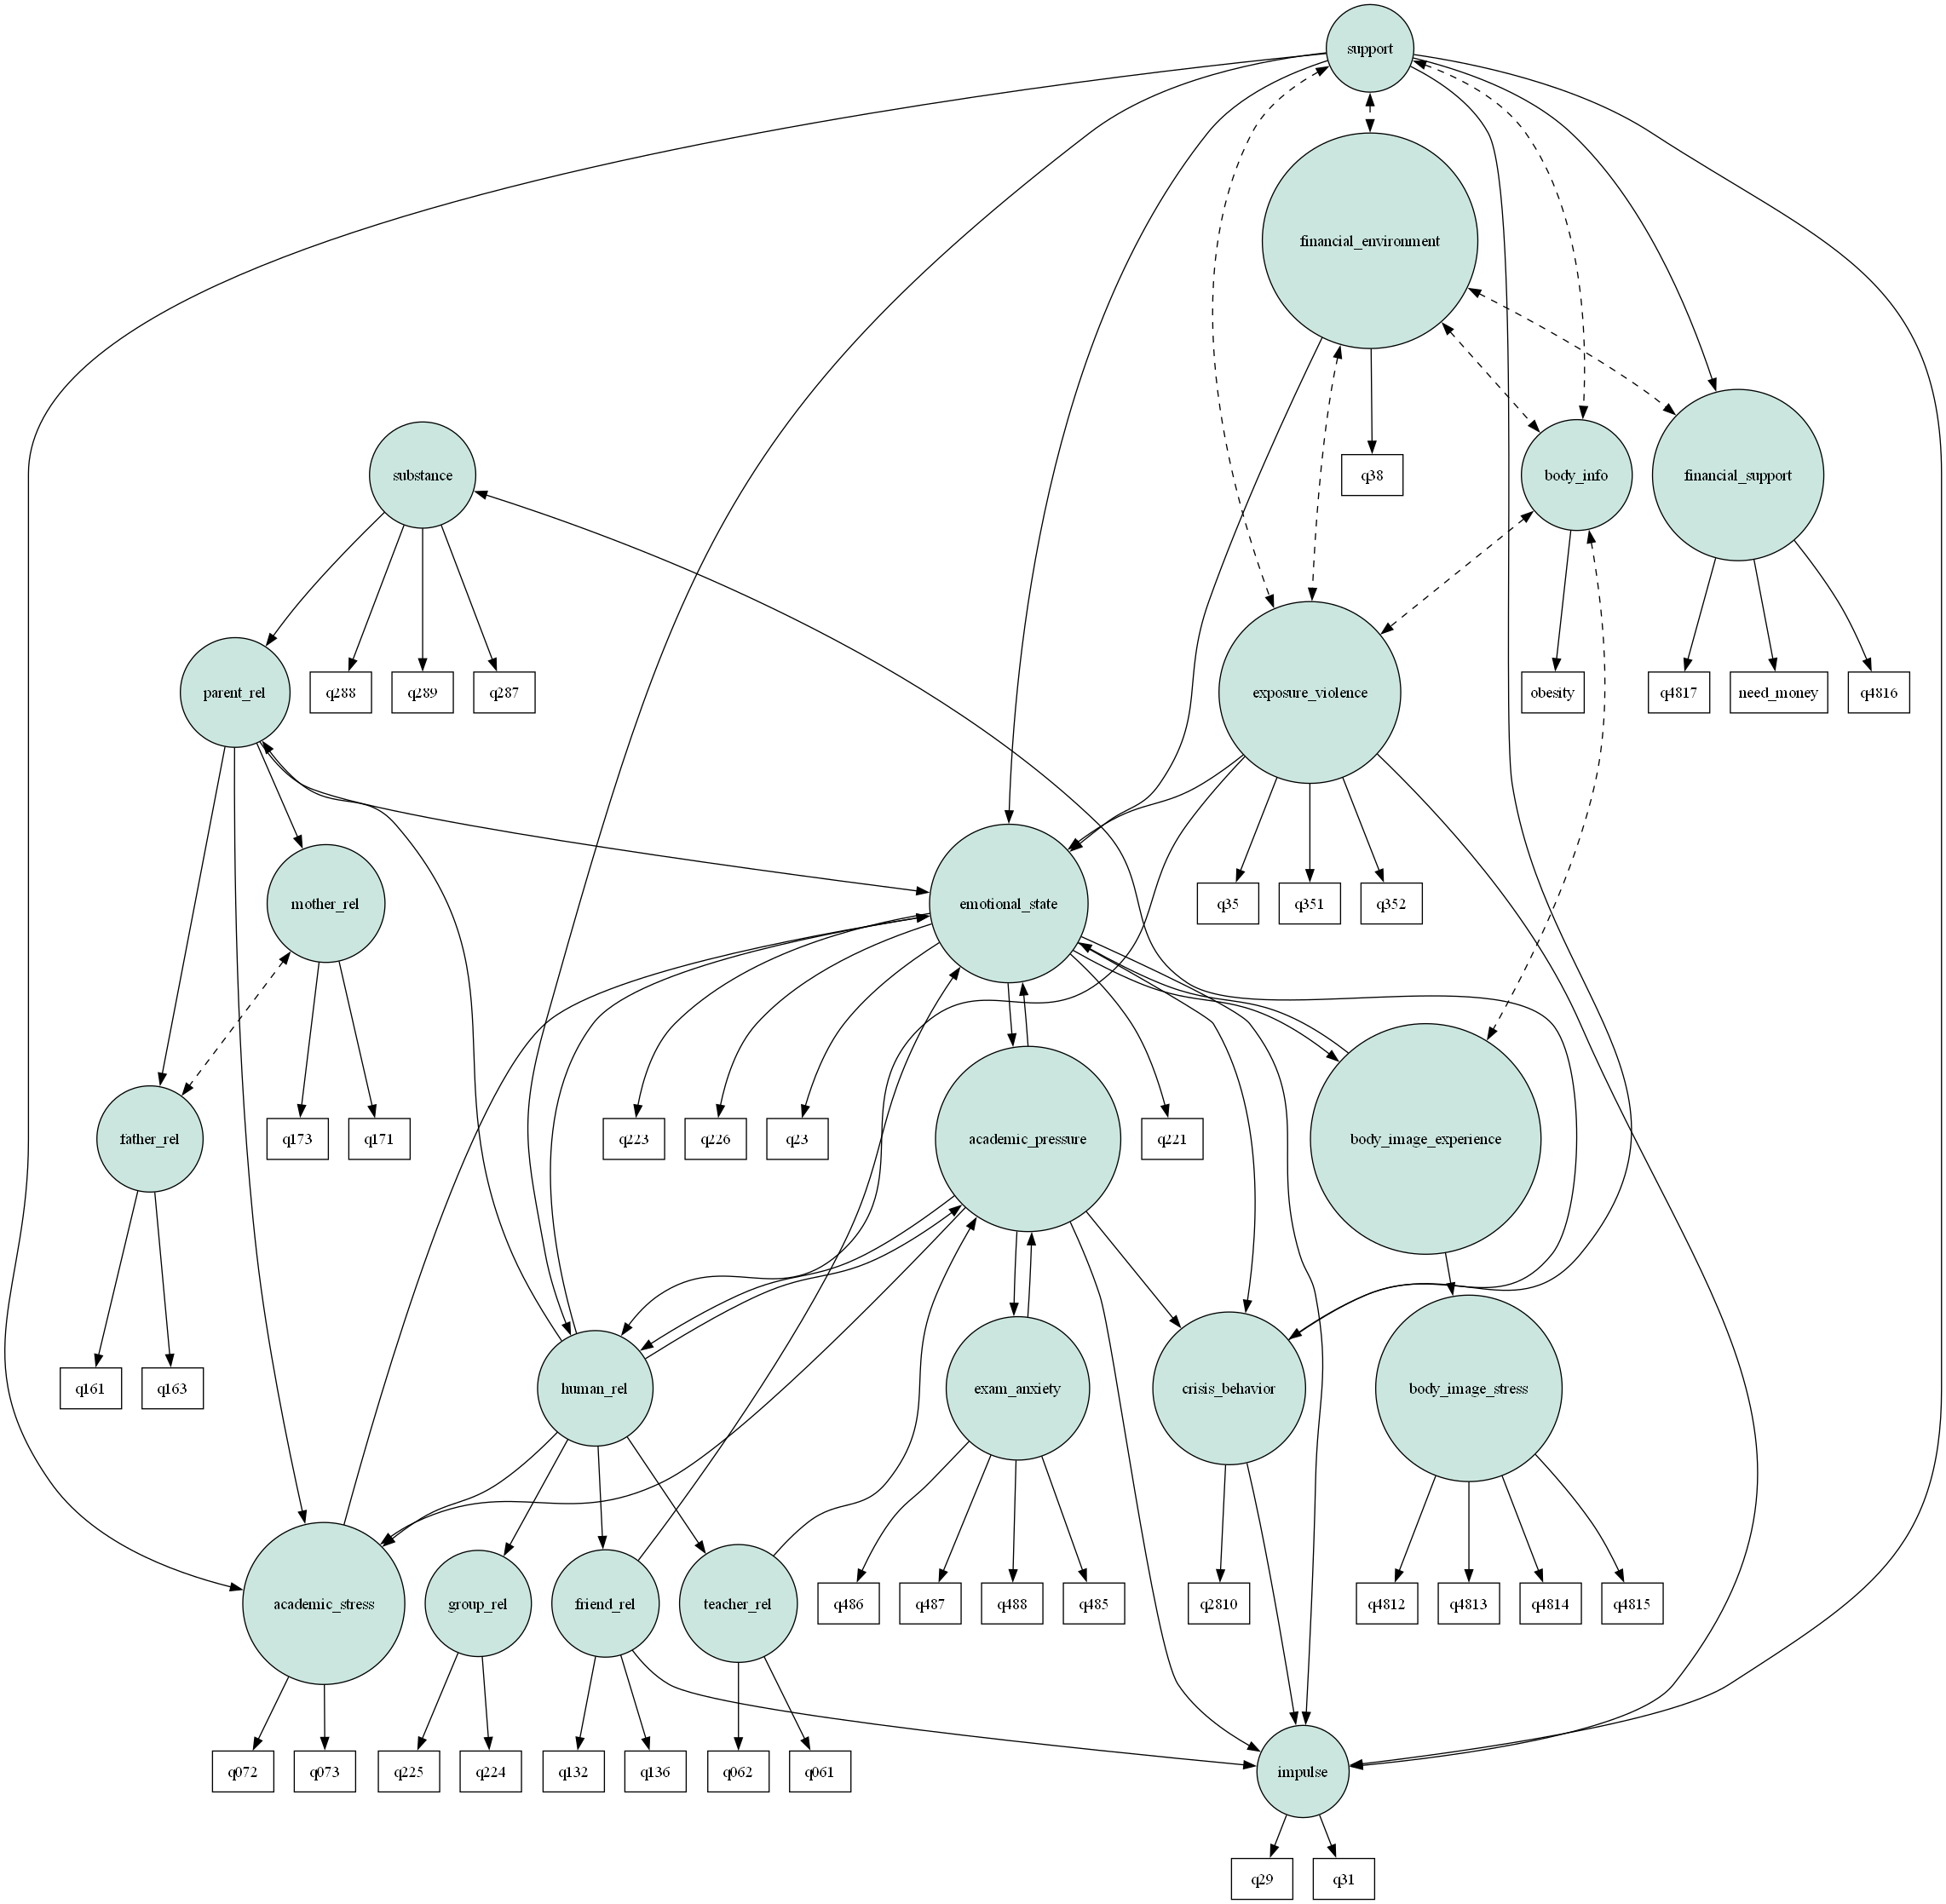 support
financial_environment
substance
q38
body_info
financial_support
parent_rel
q288
q289
q287
exposure_violence
obesity
q4817
need_money
q4816
mother_rel
emotional_state
q35
q351
q352
father_rel
q173
q171
q223
q226
q23
academic_pressure
q221
body_image_experience
q161
q163
human_rel
exam_anxiety
crisis_behavior
body_image_stress
academic_stress
group_rel
friend_rel
teacher_rel
q486
q487
q488
q485
q2810
q4812
q4813
q4814
q4815
q072
q073
q225
q224
q132
q136
q062
q061
impulse
q29
q31